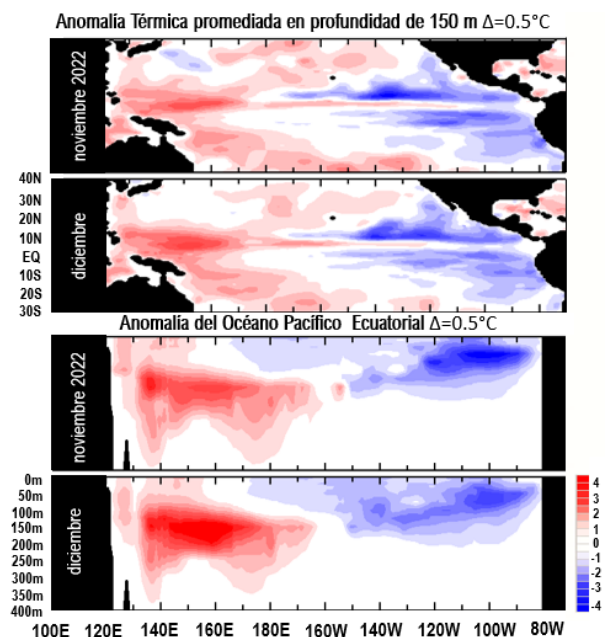 Anomalía Térmica promediada en profundidad de 150 m Δ=0.5°C
noviembre 2022
40N
30N
20N
10N
EQ
10S
20S
30S
diciembre
Anomalía del Océano Pacífico Ecuatorial Δ=0.5°C
noviembre 2022
0m
50m
100m
150m
200m
250m
300m
350m
400m
diciembre
4
3
2
1
0
-1
-2
-3
-4
100E 120E 140E 160E 180E 160W 140W 120W 100W 80W